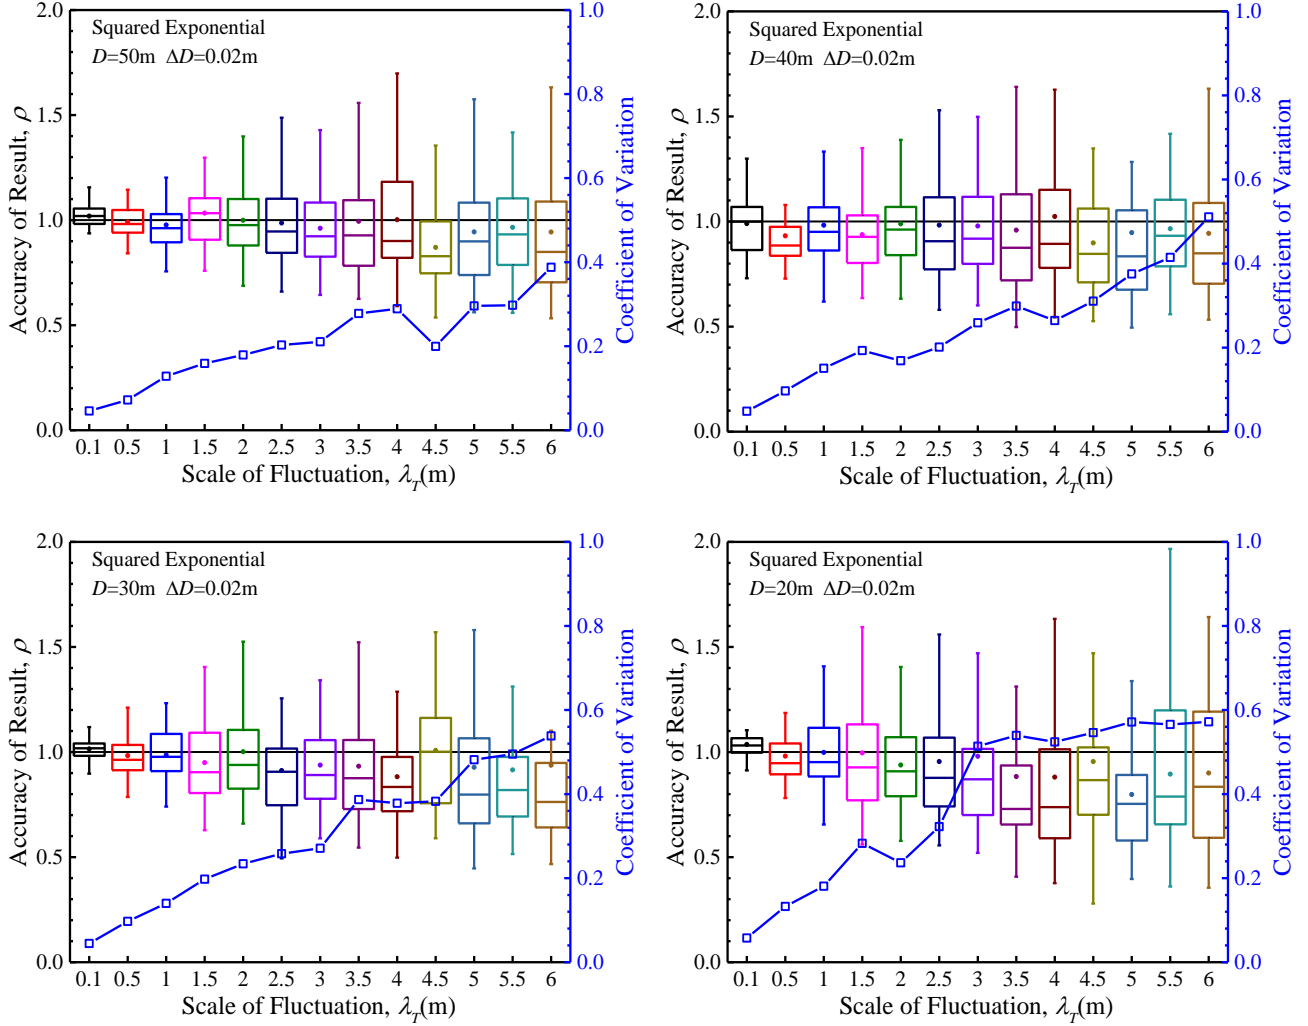 Squared Exponential
D=50m ΔD=0.02m
2.0
1.5
1.0
0.5
0.0
Accuracy of Result, ρ
1.0
0.8
0.6
0.4
0.2
0.0
Coefficient of Variation
0.1 0.5 1 1.5 2 2.5 3 3.5 4 4.5 5 5.5 6
Scale of Fluctuation, λT(m)
Squared Exponential
D=40m ΔD=0.02m
2.0
1.5
1.0
0.5
0.0
Accuracy of Result, ρ
1.0
0.8
0.6
0.4
0.2
0.0
Coefficient of Variation
0.1 0.5 1 1.5 2 2.5 3 3.5 4 4.5 5 5.5 6
Scale of Fluctuation, λT(m)
Squared Exponential
D=30m ΔD=0.02m
2.0
1.5
1.0
0.5
0.0
Accuracy of Result, ρ
1.0
0.8
0.6
0.4
0.2
0.0
Coefficient of Variation
0.1 0.5 1 1.5 2 2.5 3 3.5 4 4.5 5 5.5 6
Scale of Fluctuation, λT(m)
Squared Exponential
D=20m ΔD=0.02m
2.0
1.5
1.0
0.5
0.0
Accuracy of Result, ρ
1.0
0.8
0.6
0.4
0.2
0.0
Coefficient of Variation
0.1 0.5 1 1.5 2 2.5 3 3.5 4 4.5 5 5.5 6
Scale of Fluctuation, λT(m)